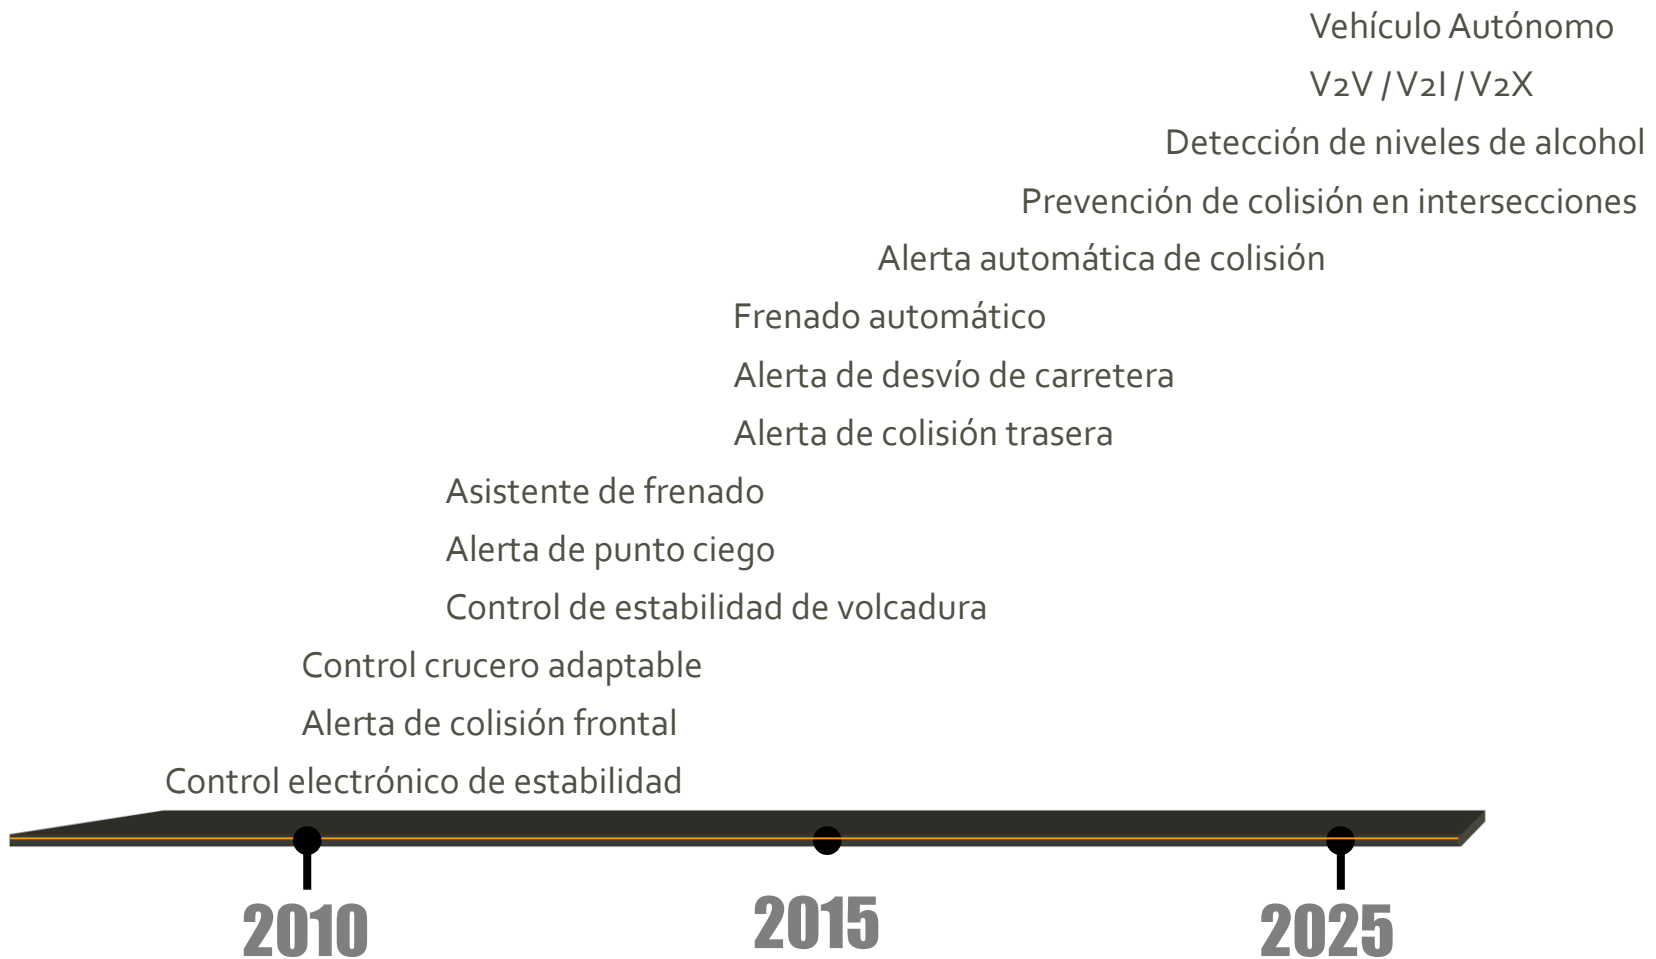 Vehículo Autónomo
V2V / V2I / V2X
Detección de niveles de alcohol
Prevención de colisión en intersecciones
Alerta automática de colisión
Frenado automático
Alerta de desvío de carretera
Alerta de colisión trasera
Asistente de frenado
Alerta de punto ciego
Control de estabilidad de volcadura
Control crucero adaptable
Alerta de colisión frontal
Control electrónico de estabilidad
2010
2015
2025